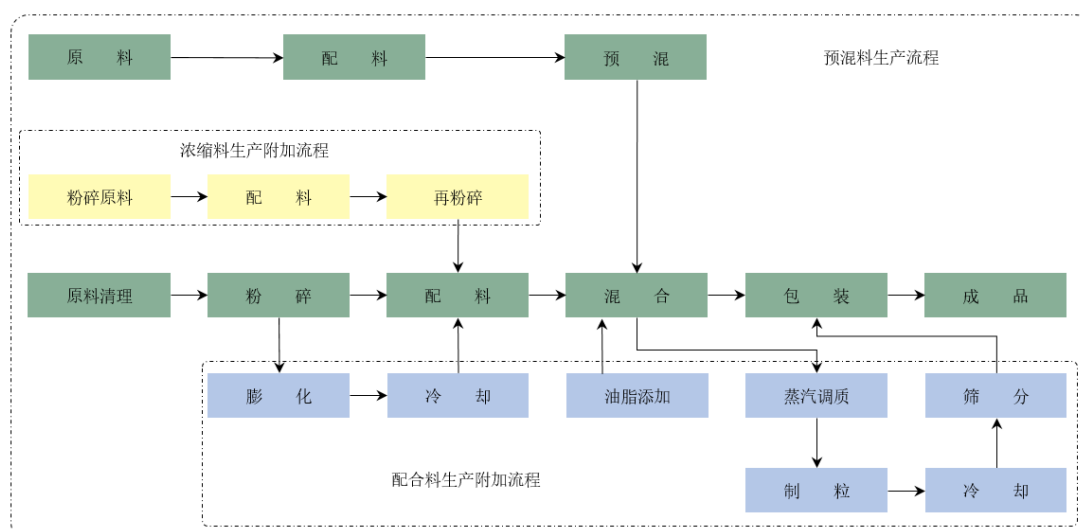 原 料
配 料
预 混
预混料生产流程
浓缩料生产附加流程
粉碎原料
配 料
再粉碎
原料清理
粉 碎
配 料
混 合
包 装
成 品
膨 化
冷 却
油脂添加
蒸汽调质
筛 分
配合料生产附加流程
制 粒
冷 却